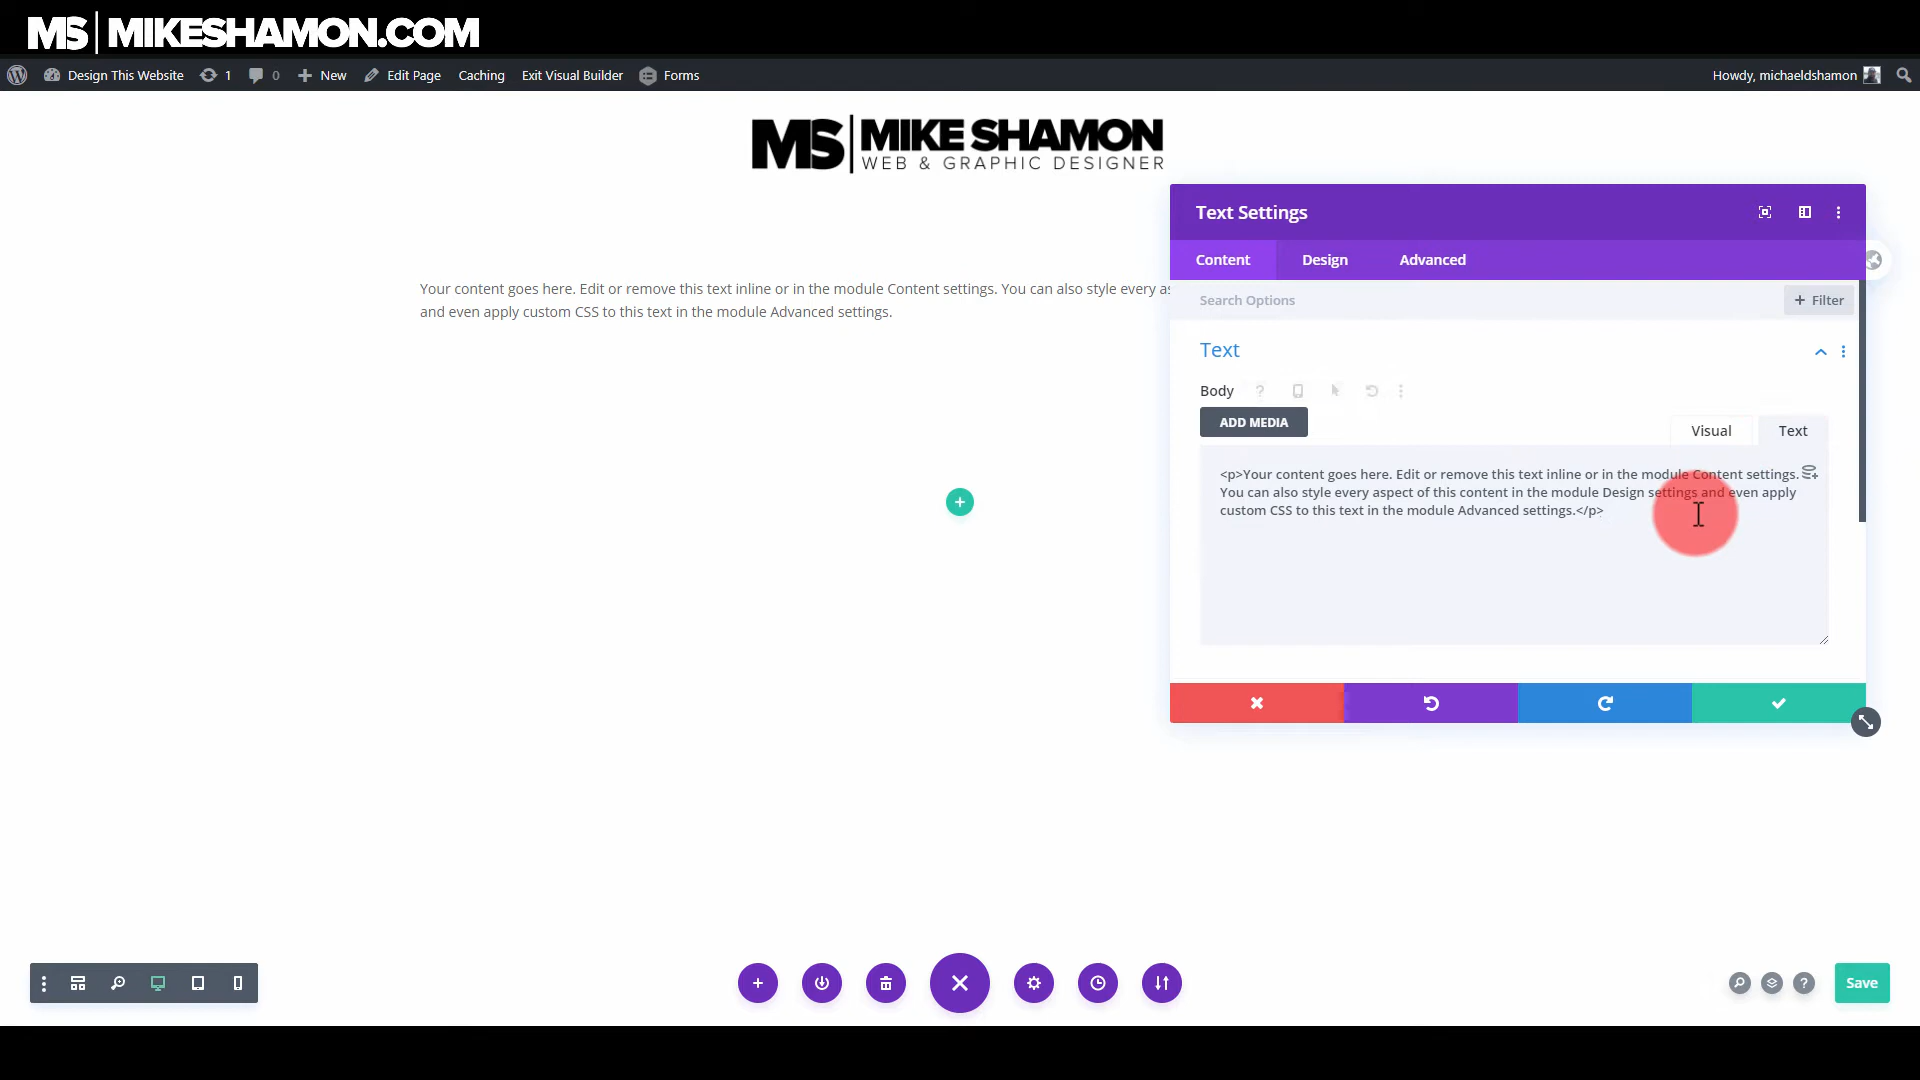 MS MIKESHAMON.COM
Design This Website 1 0 New Edit Page Caching Exit Visual Builder Forms Howdy, michaeldshamon
MS MIKE SHAMON
WEB & GRAPHIC DESIGNER
Text Settings
Content Design Advanced
Search Options + Filter
Your content goes here. Edit or remove this text inline or in the module Content settings. You can also style every as
and even apply custom CSS to this text in the module Advanced settings.
Text
Body ?
ADD MEDIA
Visual Text
<p>Your content goes here. Edit or remove this text inline or in the module Content settings.
You can also style every aspect of this content in the module Design settings and even apply
custom CSS to this text in the module Advanced settings.</p>
? Save